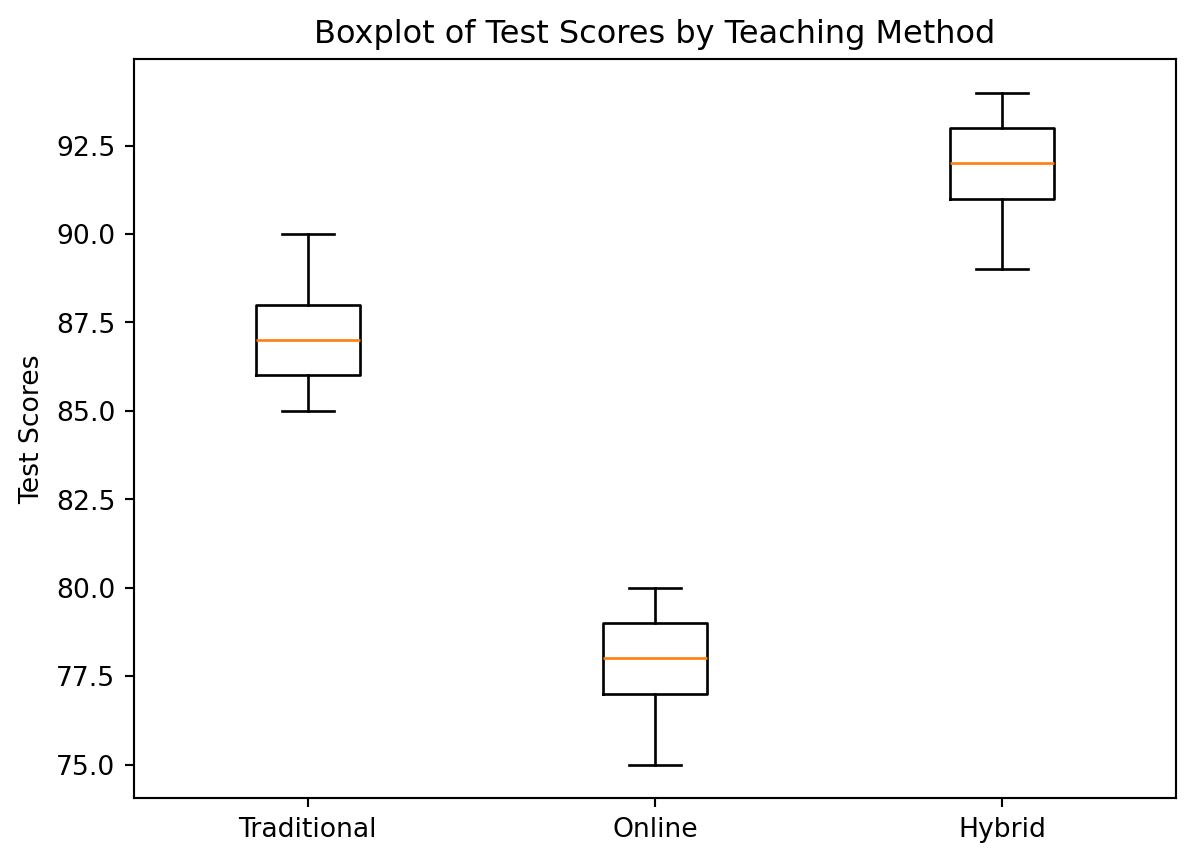 Boxplot of Test Scores by Teaching Method
Test Scores
92.5
90.0
87.5
85.0
82.5
80.0
77.5
75.0
Traditional
Online
Hybrid